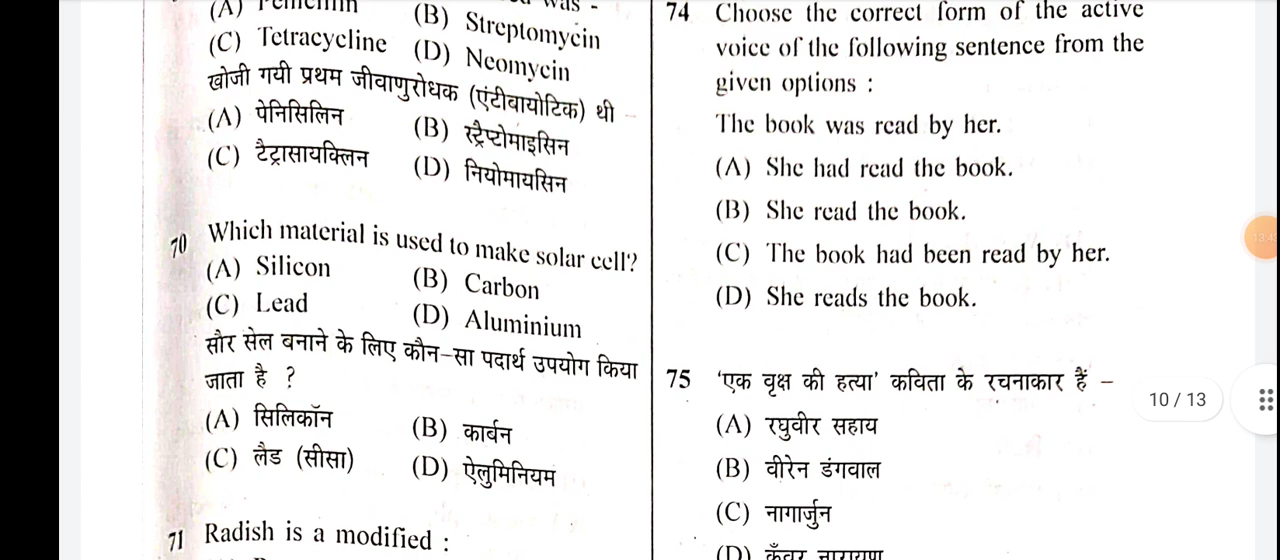 was -
(A)
(B) Streptomycin
(C) Tetracycline (D) Neomycin
खोजी गयी प्रथम जीवाणुरोधक (एंटीबायोटिक) थी –
(A) पेनिसिलिन
(B) स्ट्रैप्टोमाइसिन
(C) टैट्रासायक्लिन
(D) नियोमायसिन
70 Which material is used to make solar cell?
(A) Silicon
(B) Carbon
(C) Lead
(D) Aluminium
सौर सेल बनाने के लिए कौन-सा पदार्थ उपयोग किया
जाता है ?
(A) सिलिकॉन
(B) कार्बन
(C) लैड (सीसा)
(D) ऐलुमिनियम
71 Radish is a modified :
74 Choose the correct form of the active
voice of the following sentence from the
given options :
The book was read by her.
(A) She had read the book.
(B) She read the book.
(C) The book had been read by her.
(D) She reads the book.
75 'एक वृक्ष की हत्या' कविता के रचनाकार हैं –
(A) रघुवीर सहाय
(B) वीरेन डंगवाल
(C) नागार्जुन
(D) कुँवर नारायण
10 / 13